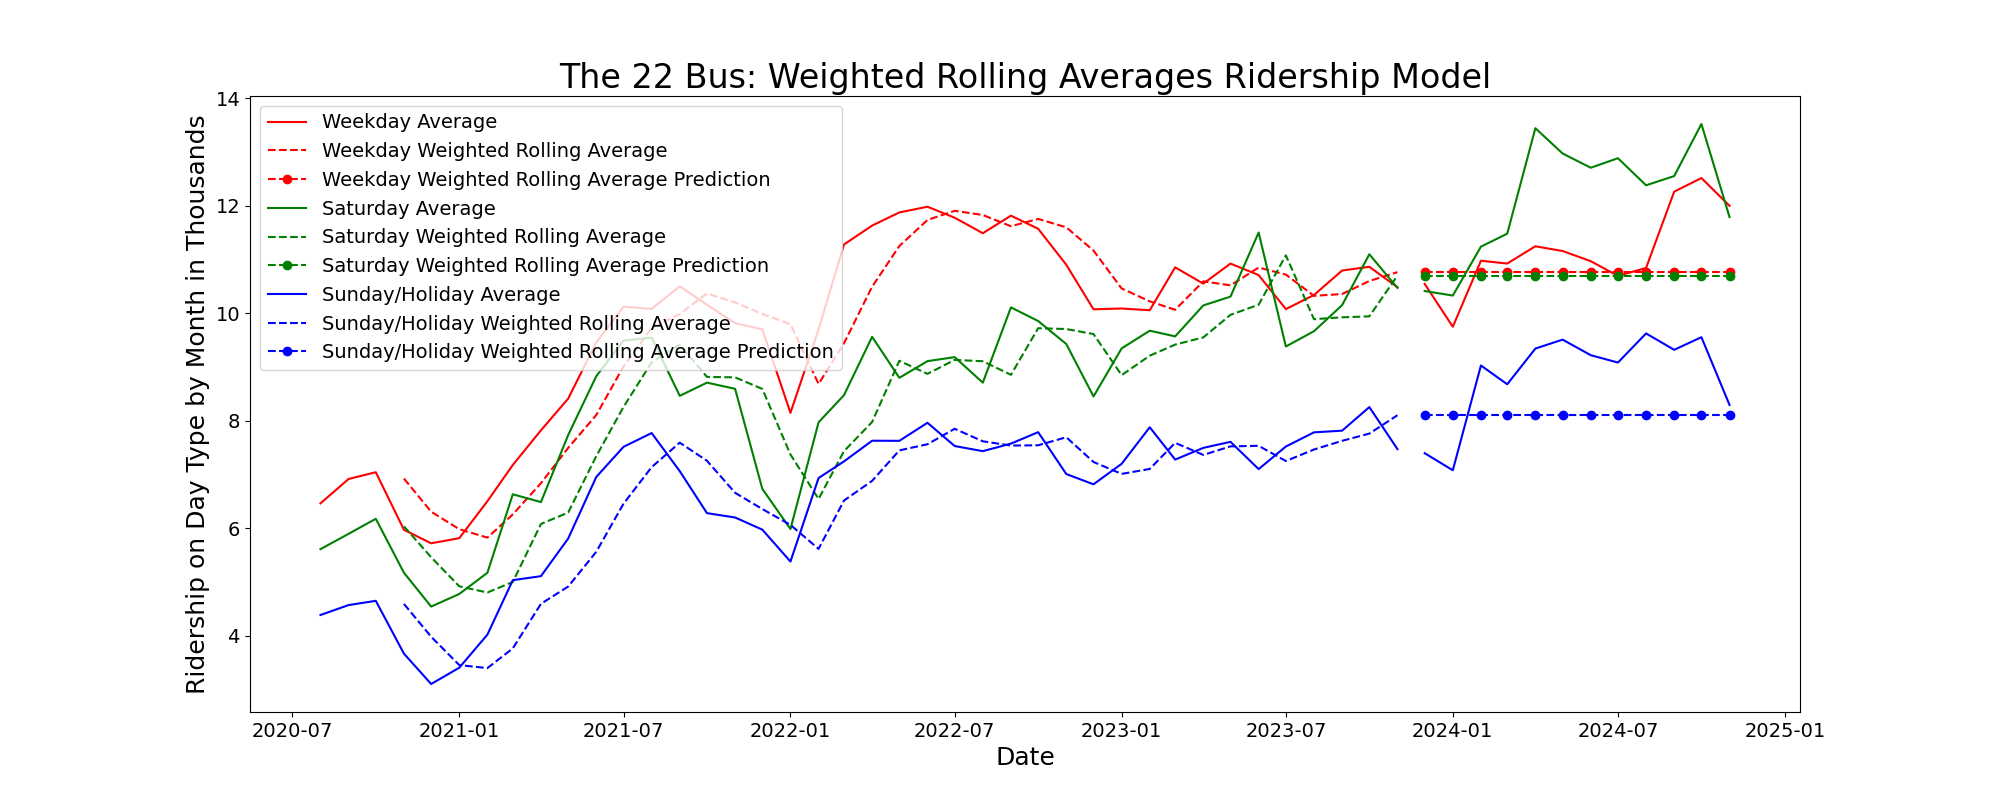 The 22 Bus: Weighted Rolling Averages Ridership Model
Ridership on Day Type by Month in Thousands
14
12
10
8
6
4
Weekday Average
Weekday Weighted Rolling Average
Weekday Weighted Rolling Average Prediction
Saturday Average
Saturday Weighted Rolling Average
Saturday Weighted Rolling Average Prediction
Sunday/Holiday Average
Sunday/Holiday Weighted Rolling Average
Sunday/Holiday Weighted Rolling Average Prediction
2020-07 2021-01 2021-07 2022-01 2022-07 2023-01 2023-07 2024-01 2024-07 2025-01
Date